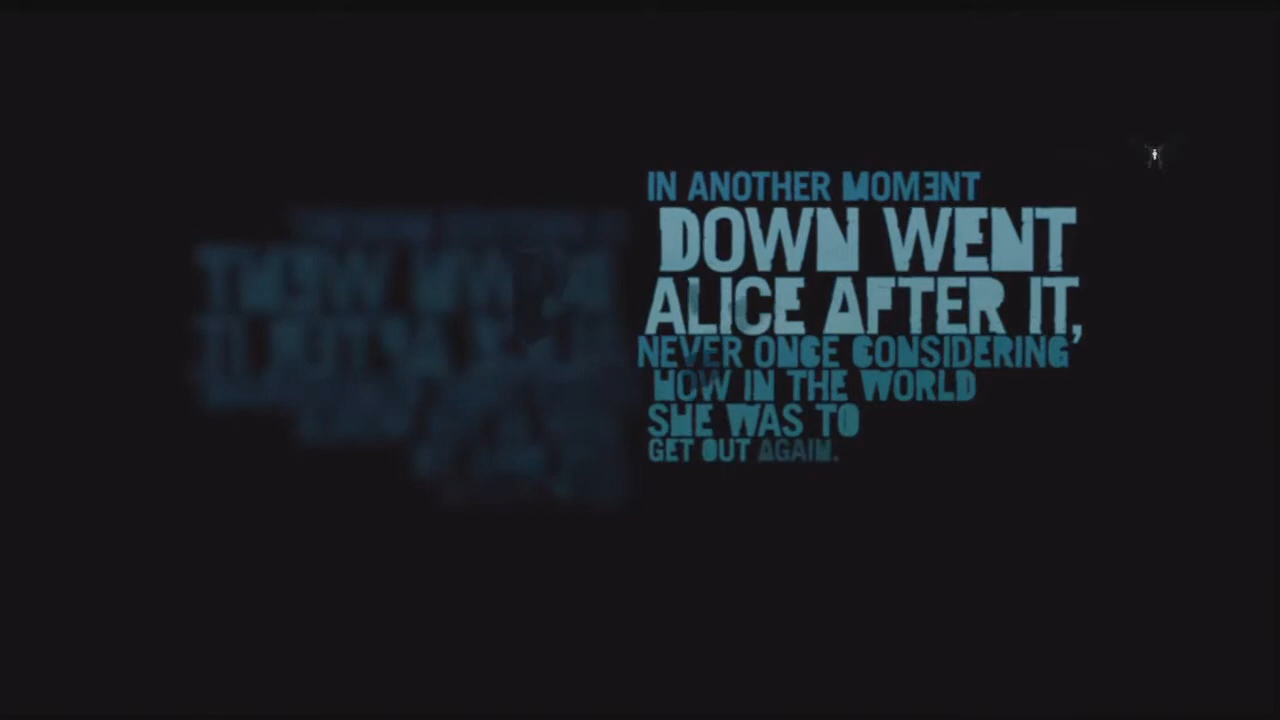 IN ANOTHER MOMENT
DOWN WENT
ALICE AFTER IT,
NEVER ONCE CONSIDERING
HOW IN THE WORLD
SHE WAS TO
GET OUT AGAIN.